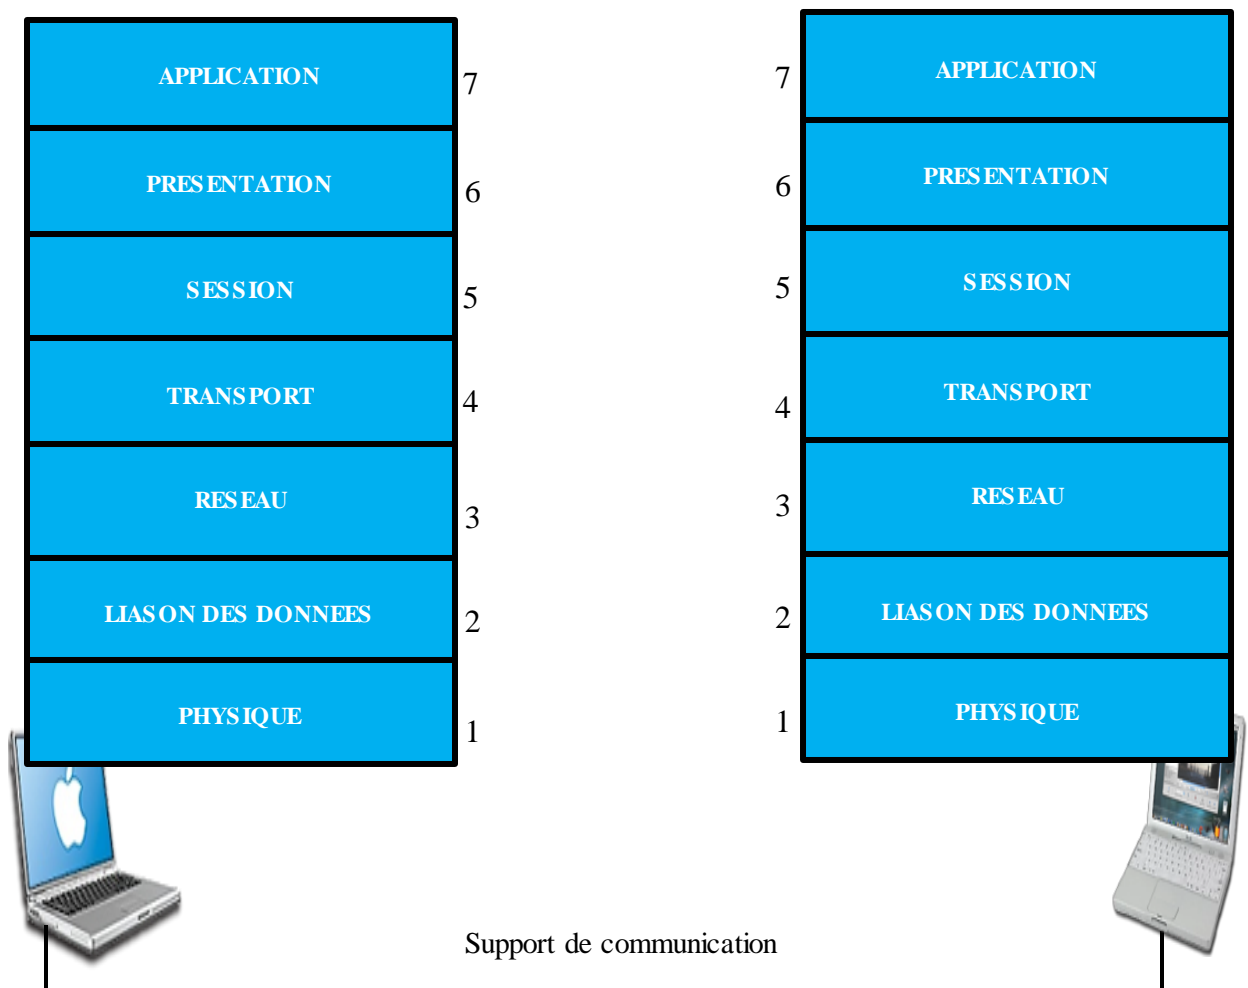 APPLICATION
7
PRESENTATION
6
SESSION
5
TRANSPORT
4
RESEAU
3
LIASON DES DONNEES
2
PHYSIQUE
1
7
APPLICATION
6
PRESENTATION
5
SESSION
4
TRANSPORT
3
RESEAU
2
LIASON DES DONNEES
1
PHYSIQUE
Support de communication